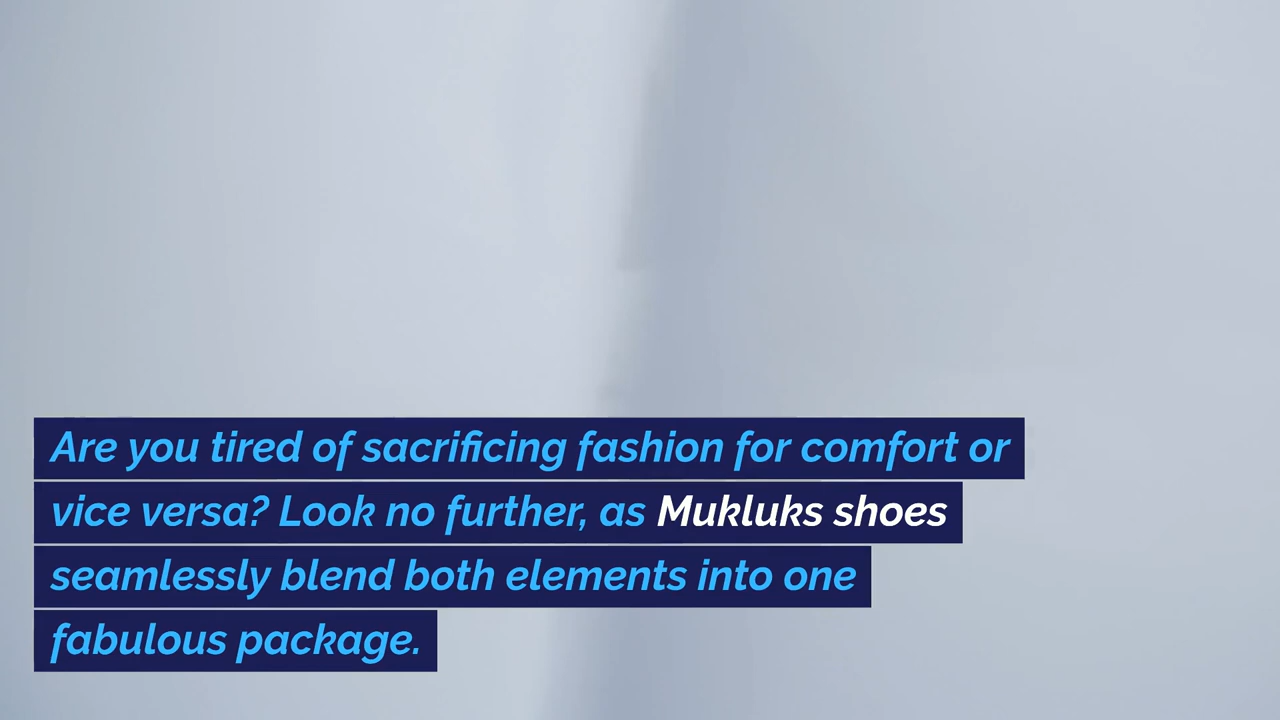 Are you tired of sacrificing fashion for comfort or
vice versa? Look no further, as Mukluks shoes
seamlessly blend both elements into one
fabulous package.